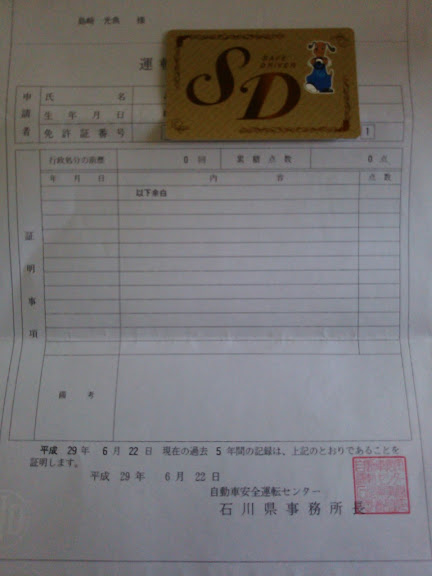 島崎 光典 様
運
SD
SAFE
DRIVER
申請者
氏名
生年月日
免許証番号 1
行政処分の前歴 0 回 累積点数 0 点
年月日 内容 点数
以下余白
証明事項
備考
平成 29 年 6 月 22 日 現在の過去 5 年間の記録は、上記のとおりであることを
証明します。
平成 29 年 6 月 22 日
自動車安全運転センター
石川県事務所長